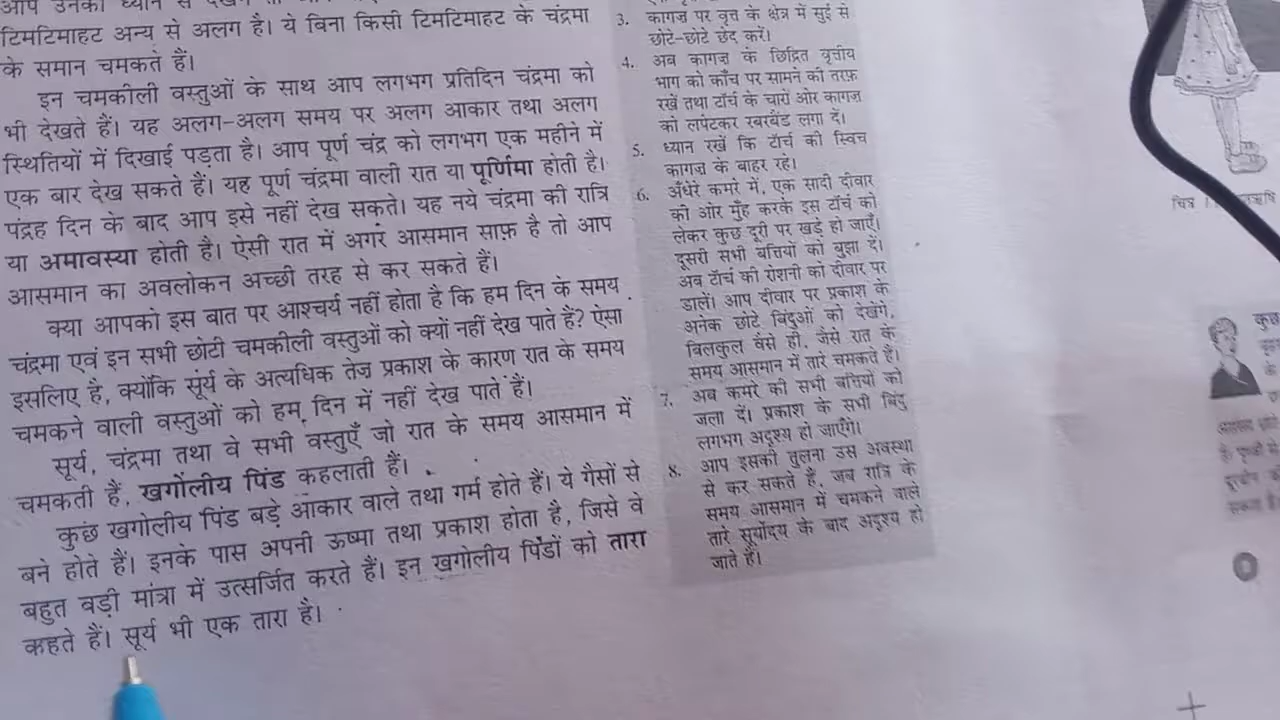 आप उनको ध्यान से देखेंगे तो
टिमटिमाहट अन्य से अलग है। ये बिना किसी टिमटिमाहट के चंद्रमा
के समान चमकते हैं।
इन चमकीली वस्तुओं के साथ आप लगभग प्रतिदिन चंद्रमा को
भी देखते हैं। यह अलग-अलग समय पर अलग आकार तथा अलग
स्थितियों में दिखाई पड़ता है। आप पूर्ण चंद्र को लगभग एक महीने में
एक बार देख सकते हैं। यह पूर्ण चंद्रमा वाली रात या पूर्णिमा होती है।
पंद्रह दिन के बाद आप इसे नहीं देख सकते। यह नये चंद्रमा की रात्रि
या अमावस्या होती है। ऐसी रात में अगर आसमान साफ़ है तो आप
आसमान का अवलोकन अच्छी तरह से कर सकते हैं।
क्या आपको इस बात पर आश्चर्य नहीं होता है कि हम दिन के समय
चंद्रमा एवं इन सभी छोटी चमकीली वस्तुओं को क्यों नहीं देख पाते हैं? ऐसा
इसलिए है, क्योंकि सूर्य के अत्यधिक तेज़ प्रकाश के कारण रात के समय
चमकने वाली वस्तुओं को हम दिन में नहीं देख पाते हैं।
सूर्य, चंद्रमा तथा वे सभी वस्तुएँ जो रात के समय आसमान में
चमकती हैं, खगोलीय पिंड कहलाती हैं।
कुछ खगोलीय पिंड बड़े आकार वाले तथा गर्म होते हैं। ये गैसों से
बने होते हैं। इनके पास अपनी ऊष्मा तथा प्रकाश होता है, जिसे वे
बहुत बड़ी मात्रा में उत्सर्जित करते हैं। इन खगोलीय पिंडों को तारा
कहते हैं। सूर्य भी एक तारा है।
3. कागज़ पर वृत्त के क्षेत्र में सुई से
छोटे-छोटे छेद करें।
4. अब कागज़ के छिद्रित वृत्तीय
भाग को काँच पर सामने की तरफ़
रखें तथा टॉर्च के चारों ओर कागज़
को लपेटकर रबरबैंड लगा दें।
5. ध्यान रखें कि टॉर्च की स्विच
कागज़ के बाहर रहे।
6. अँधेरे कमरे में, एक सादी दीवार
की ओर मुँह करके इस टॉर्च को
लेकर कुछ दूरी पर खड़े हो जाएँ।
दूसरी सभी बत्तियों को बुझा दें।
अब टॉर्च की रोशनी को दीवार पर
डालें। आप दीवार पर प्रकाश के
अनेक छोटे बिंदुओं को देखेंगे,
बिलकुल वैसे ही, जैसे रात के
समय आसमान में तारे चमकते हैं।
7. अब कमरे की सभी बत्तियों को
जला दें। प्रकाश के सभी बिंदु
लगभग अदृश्य हो जाएँगे।
8. आप इसकी तुलना उस अवस्था
से कर सकते हैं, जब रात्रि के
समय आसमान में चमकने वाले
तारे सूर्योदय के बाद अदृश्य हो
जाते हैं।
चित्र 1
कुछ